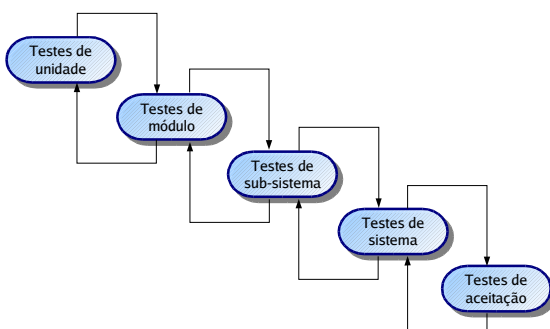 Testes de
unidade
Testes de
módulo
Testes de
sub-sistema
Testes de
sistema
Testes de
aceitação